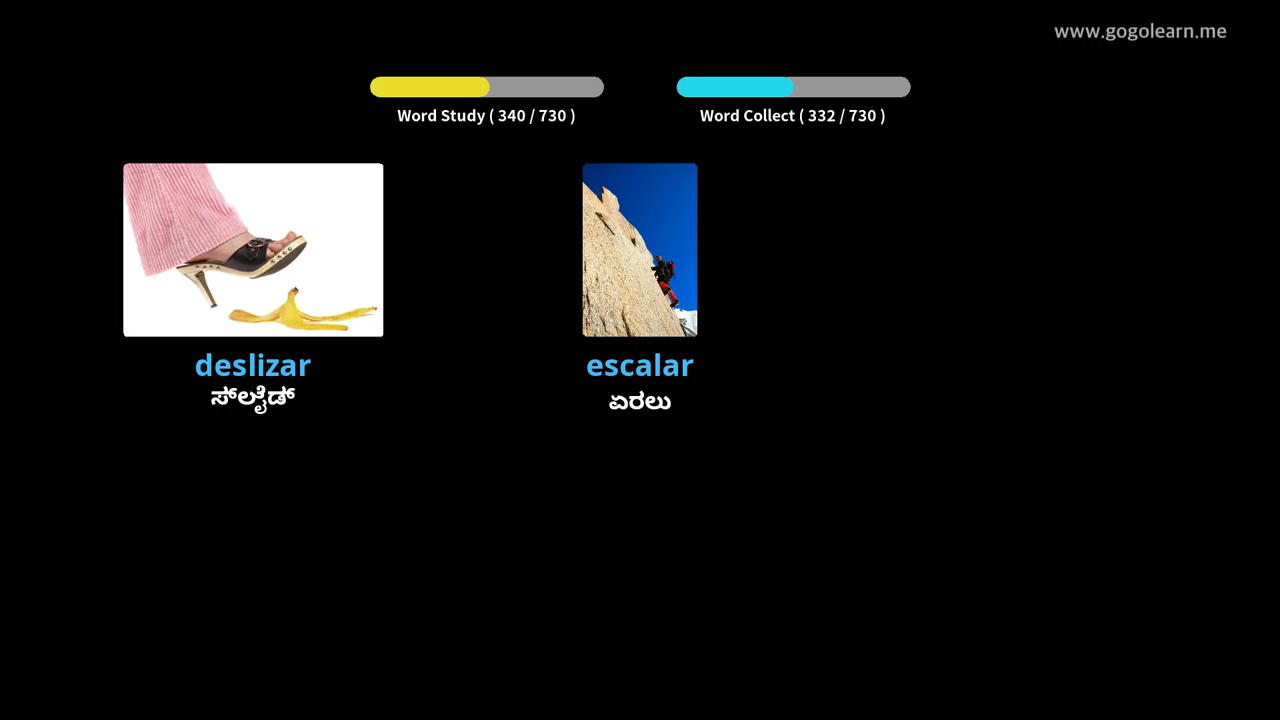 www.gogolearn.me
Word Study ( 340 / 730 )
Word Collect ( 332 / 730 )
deslizar
ಸ್ಲೈಡ್
escalar
ಏರಲು